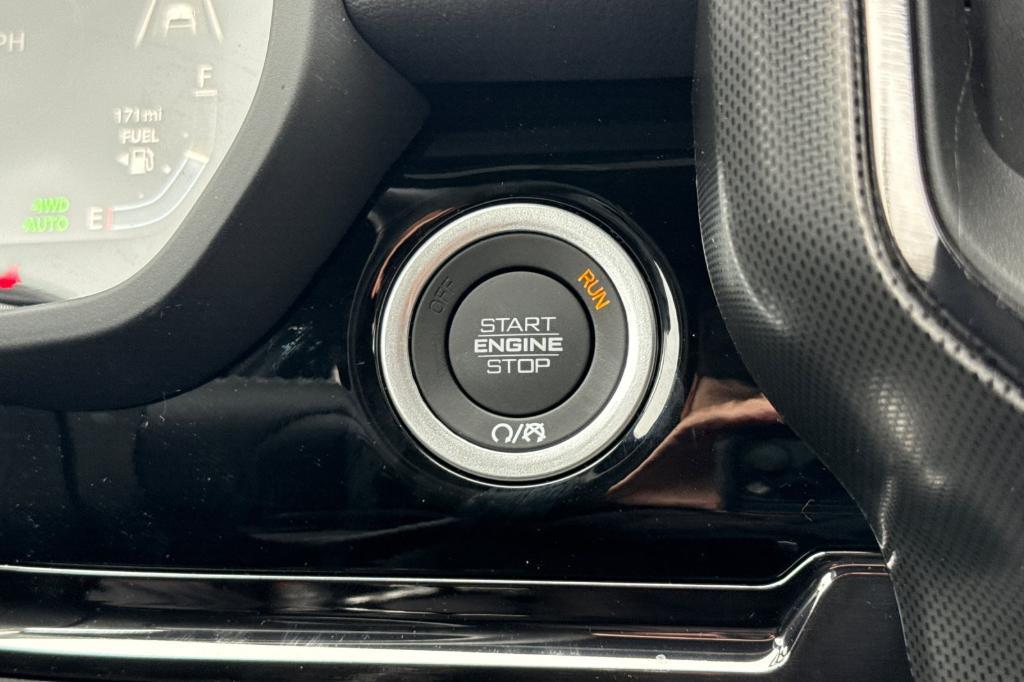 PH
F
171mi
FUEL
4WD
AUTO
E
OFF
RUN
START
ENGINE
STOP